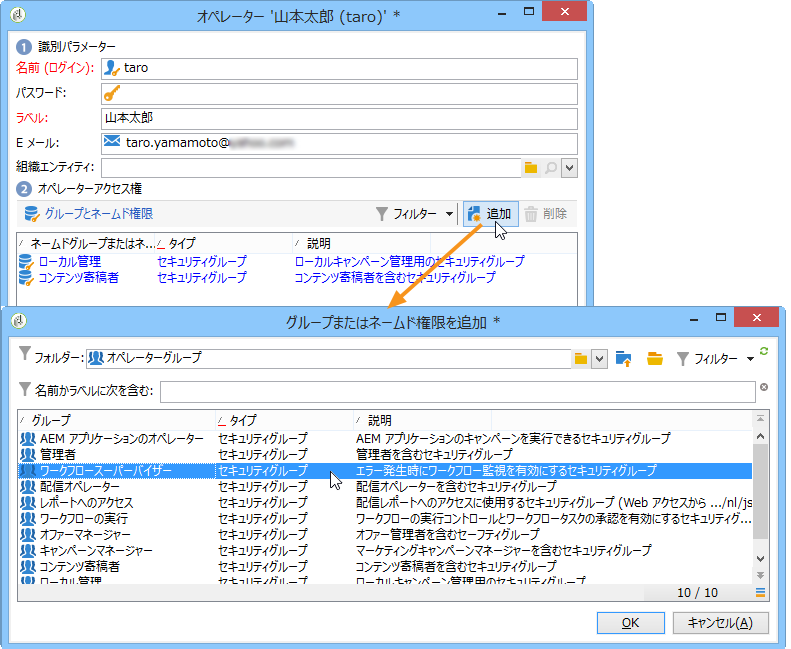 オペレーター '山本太郎 (taro)' *
1 識別パラメーター
名前 (ログイン): taro
パスワード:
ラベル: 山本太郎
E メール: taro.yamamoto@
組織エンティティ:
2 オペレーターアクセス権
グループとネームド権限 フィルター 追加 削除
ネームドグループまたはネ... タイプ 説明
ローカル管理 セキュリティグループ ローカルキャンペーン管理用のセキュリティグループ
コンテンツ寄稿者 セキュリティグループ コンテンツ寄稿者を含むセキュリティグループ
グループまたはネームド権限を追加 *
フォルダー: オペレーターグループ フィルター
名前かラベルに次を含む:
グループ タイプ 説明
AEM アプリケーションのオペレーター セキュリティグループ AEM アプリケーションのキャンペーンを実行できるセキュリティグループ
管理者 セキュリティグループ 管理者を含むセキュリティグループ
ワークフロースーパーバイザー セキュリティグループ エラー発生時にワークフロー監視を有効にするセキュリティグループ
配信オペレーター セキュリティグループ 配信オペレーターを含むセキュリティグループ
レポートへのアクセス セキュリティグループ 配信レポートへのアクセスに使用するセキュリティグループ (Web アクセスから .../nl/js
ワークフローの実行 セキュリティグループ ワークフローの実行コントロールとワークフロータスクの承認を有効にするセキュリティグ...
オファーマネージャー セキュリティグループ オファー管理者を含むセーフティグループ
キャンペーンマネージャー セキュリティグループ マーケティングキャンペーンマネージャーを含むセキュリティグループ
コンテンツ寄稿者 セキュリティグループ コンテンツ寄稿者を含むセキュリティグループ
ローカル管理 セキュリティグループ ローカルキャンペーン管理用のセキュリティグループ
10 / 10
OK キャンセル(A)